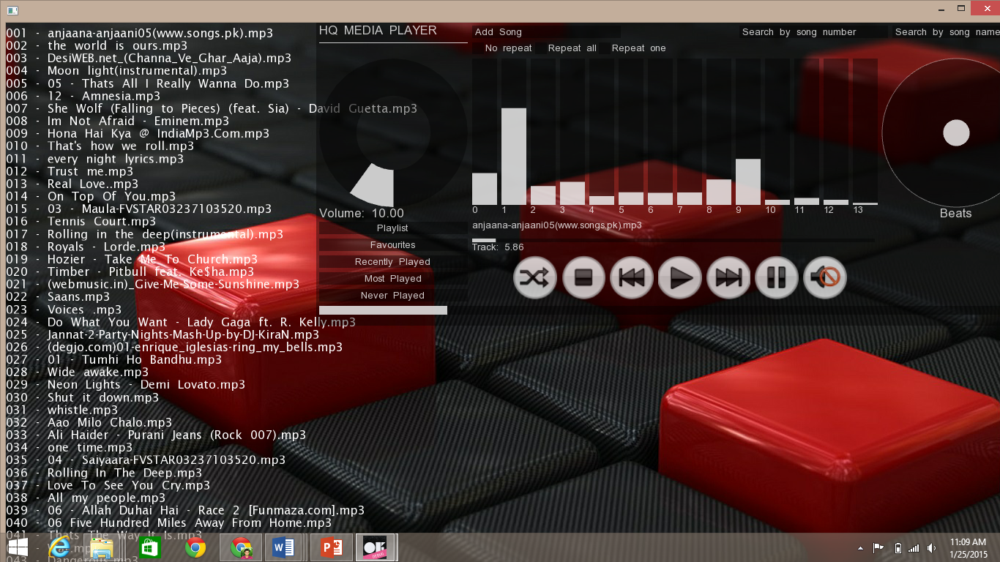 001 - anjaana-anjaani05(www.songs.pk).mp3
002 - the world is ours.mp3
003 - DesiWEB.net_(Channa_Ve_Ghar_Aaja).mp3
004 - Moon light(instrumental).mp3
005 - 05 - Thats All I Really Wanna Do.mp3
006 - 12 - Amnesia.mp3
007 - She Wolf (Falling to Pieces) (feat. Sia) - David Guetta.mp3
008 - Im Not Afraid - Eminem.mp3
009 - Hona Hai Kya @ IndiaMp3.Com.mp3
010 - That's how we roll.mp3
011 - every night lyrics.mp3
012 - Trust me.mp3
013 - Real Love..mp3
014 - On Top Of You.mp3
015 - 03 - Maula-FVSTAR03237103520.mp3
016 - Tennis Court.mp3
017 - Rolling in the deep(instrumental).mp3
018 - Royals - Lorde.mp3
019 - Hozier - Take Me To Church.mp3
020 - Timber - Pitbull feat. Ke$ha.mp3
021 - (webmusic.in)_Give-Me-Some-Sunshine.mp3
022 - Saans.mp3
023 - Voices .mp3
024 - Do What You Want - Lady Gaga ft. R. Kelly.mp3
025 - Jannat-2-Party-Nights-Mash-Up-by-DJ-KiraN.mp3
026 - (degjo.com)01-enrique_iglesias-ring_my_bells.mp3
027 - 01 - Tumhi Ho Bandhu.mp3
028 - Wide awake.mp3
029 - Neon Lights - Demi Lovato.mp3
030 - Shut it down.mp3
031 - whistle.mp3
032 - Aao Milo Chalo.mp3
033 - Ali Haider - Purani Jeans (Rock 007).mp3
034 - one time.mp3
035 - 04 - Saiyaara-FVSTAR03237103520.mp3
036 - Rolling In The Deep.mp3
037 - Love To See You Cry.mp3
038 - All my people.mp3
039 - 06 - Allah Duhai Hai - Race 2 [Funmaza.com].mp3
040 - 06 Five Hundred Miles Away From Home.mp3
041 - Thats The Way It Is.mp3
043 - Dangerous.mp3
HQ MEDIA PLAYER
Volume: 10.00
Playlist
Favourites
Recently Played
Most Played
Never Played
Add Song
Search by song number
Search by song name
No repeat
Repeat all
Repeat one
0 1 2 3 4 5 6 7 8 9 10 11 12 13
anjaana-anjaani05(www.songs.pk).mp3
Track: 5.86
Beats
OF
DEBUG
11:09 AM
1/25/2015